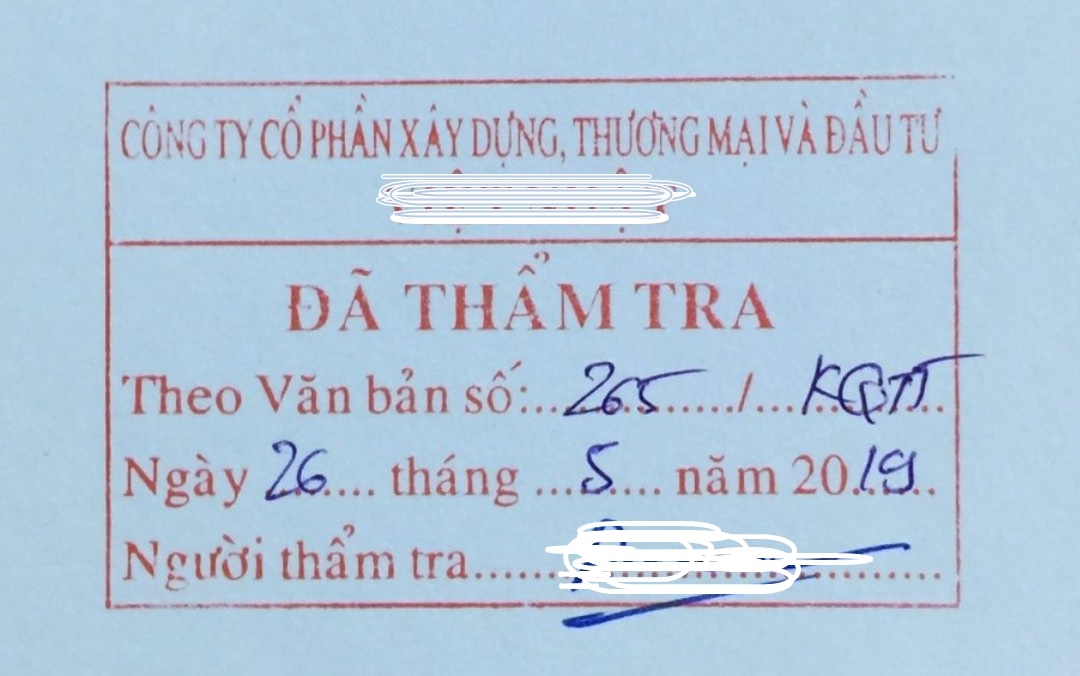 CÔNG TY CỔ PHẦN XÂY DỰNG, THƯƠNG MẠI VÀ ĐẦU TƯ
ĐÃ THẨM TRA
Theo Văn bản số:...265......./...KQTT..
Ngày 26.... tháng ...5.... năm 2019..
Người thẩm tra........................................